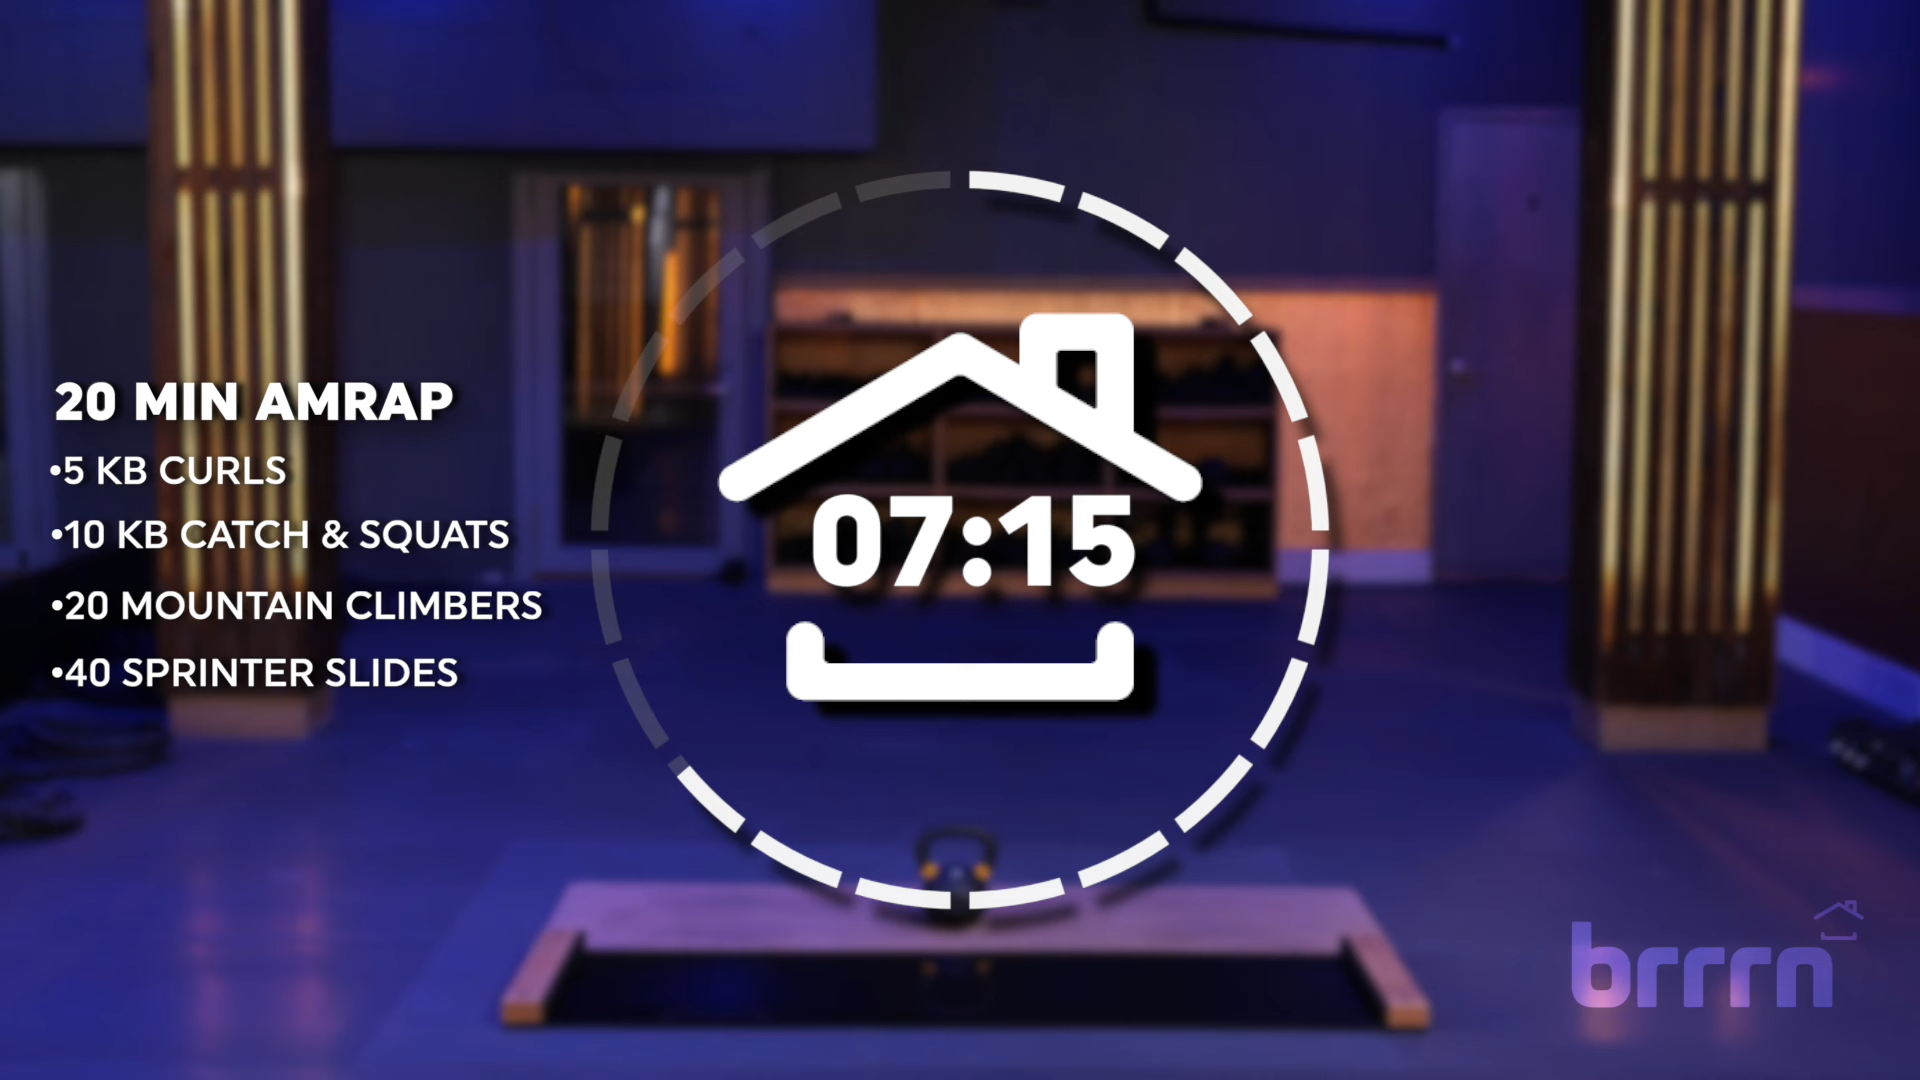 20 MIN AMRAP
•5 KB CURLS
•10 KB CATCH & SQUATS
•20 MOUNTAIN CLIMBERS
•40 SPRINTER SLIDES
07:15
brrrn